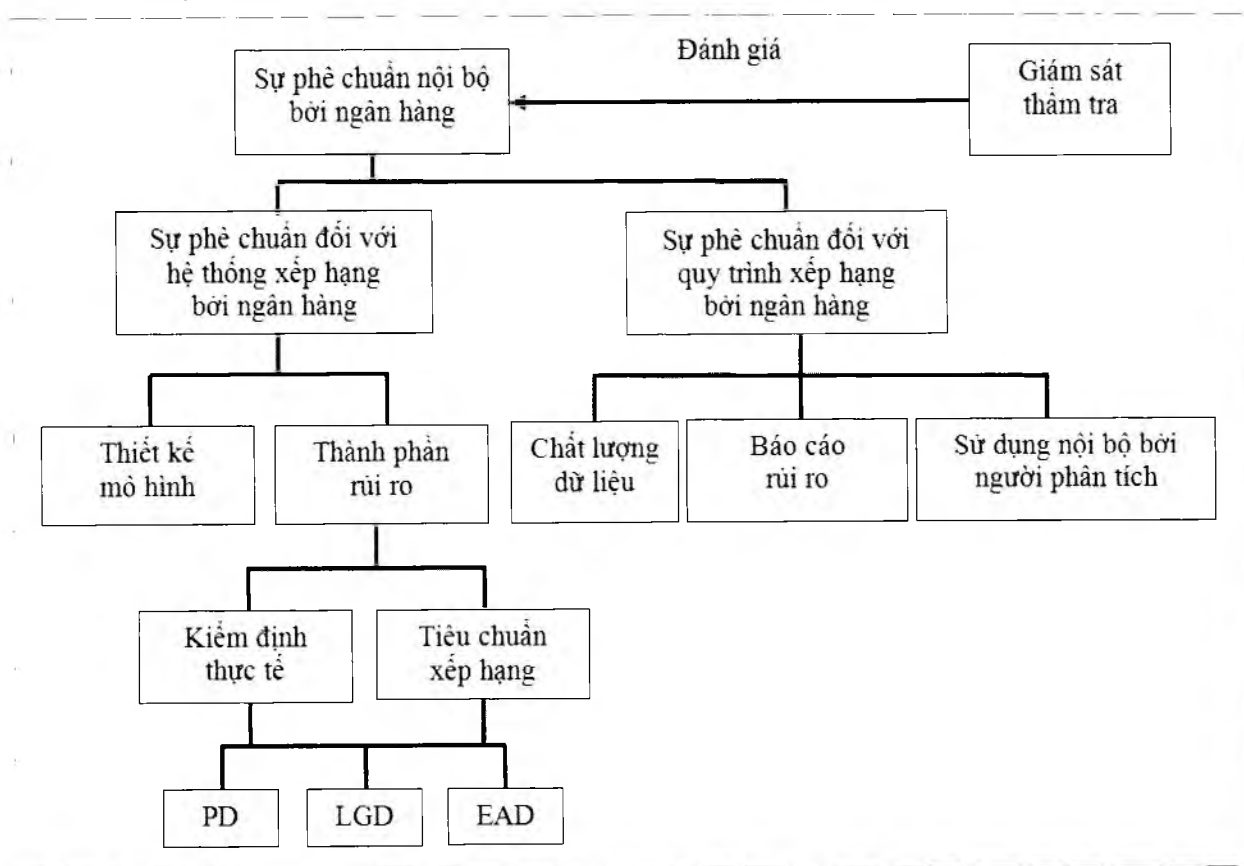 Đánh giá
Sự phê chuẩn nội bộ
bởi ngân hàng
Giám sát
thẩm tra
Sự phê chuẩn đối với
hệ thống xếp hạng
bởi ngân hàng
Sự phê chuẩn đối với
quy trình xếp hạng
bởi ngân hàng
Thiết kế
mô hình
Thành phần
rủi ro
Chất lượng
dữ liệu
Báo cáo
rủi ro
Sử dụng nội bộ bởi
người phân tích
Kiểm định
thực tế
Tiêu chuẩn
xếp hạng
PD
LGD
EAD